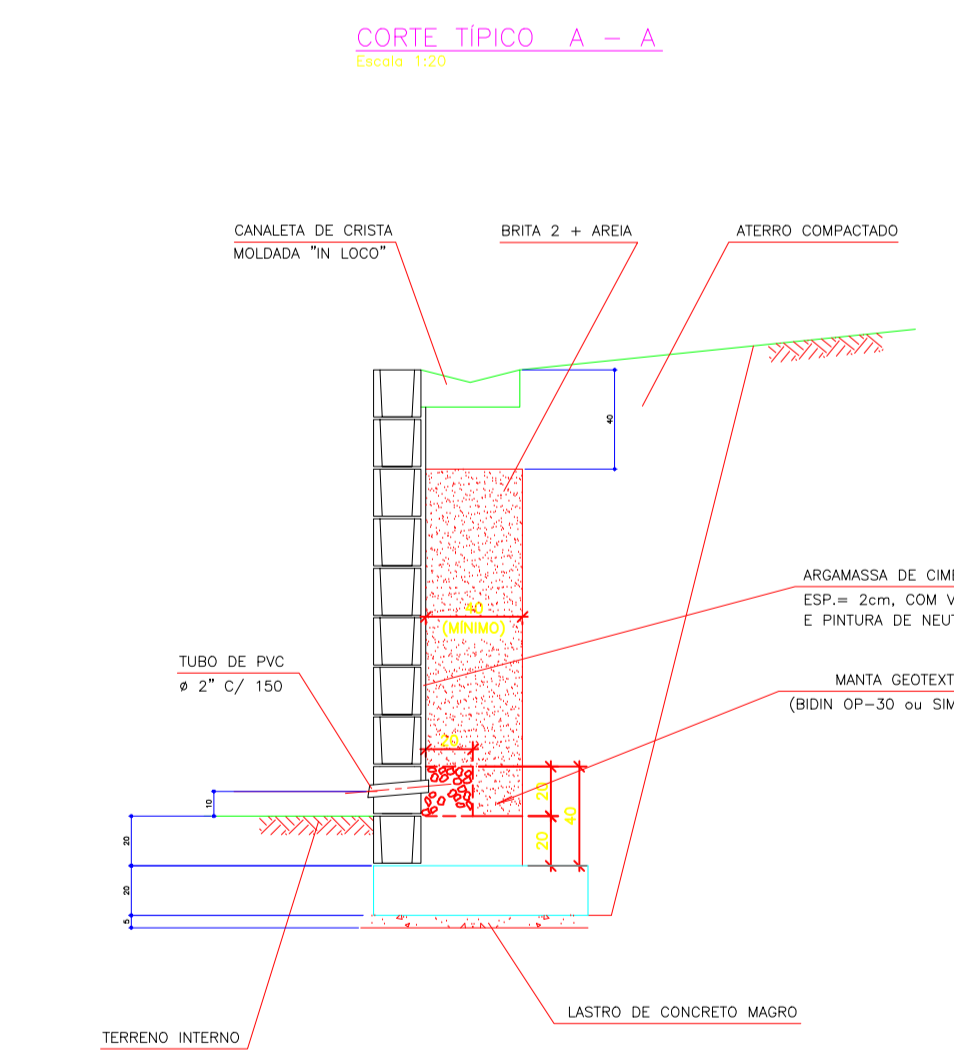 CORTE TÍPICO A - A
Escala 1:20
CANALETA DE CRISTA
MOLDADA "IN LOCO"
BRITA 2 + AREIA
ATERRO COMPACTADO
40
ARGAMASSA DE CIME
ESP.= 2cm, COM V
E PINTURA DE NEUT
40
(MÍNIMO)
TUBO DE PVC
ø 2" C/ 150
MANTA GEOTEXT
(BIDIN OP-30 ou SIM
20
10
20
40
20
20
20
5
LASTRO DE CONCRETO MAGRO
TERRENO INTERNO